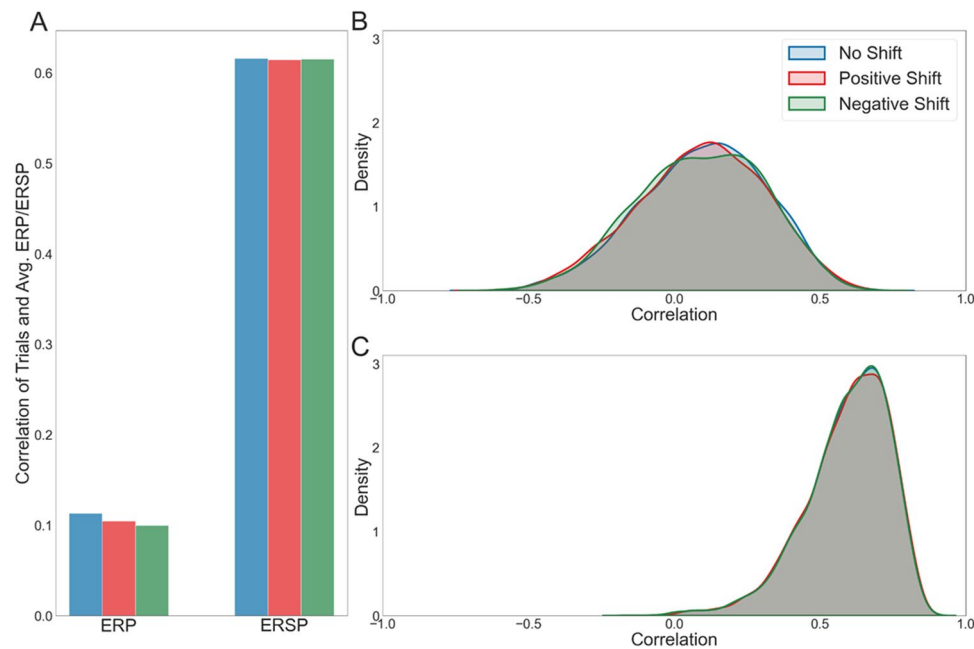 A
Correlation of Trials and Avg. ERP/ERSP
0.6
0.5
0.4
0.3
0.2
0.1
0.0
ERP
ERSP
B
No Shift
Positive Shift
Negative Shift
Density
3
2
1
0
−1.0
−0.5
0.0
0.5
1.0
Correlation
C
Density
3
2
1
0
−1.0
−0.5
0.0
0.5
1.0
Correlation